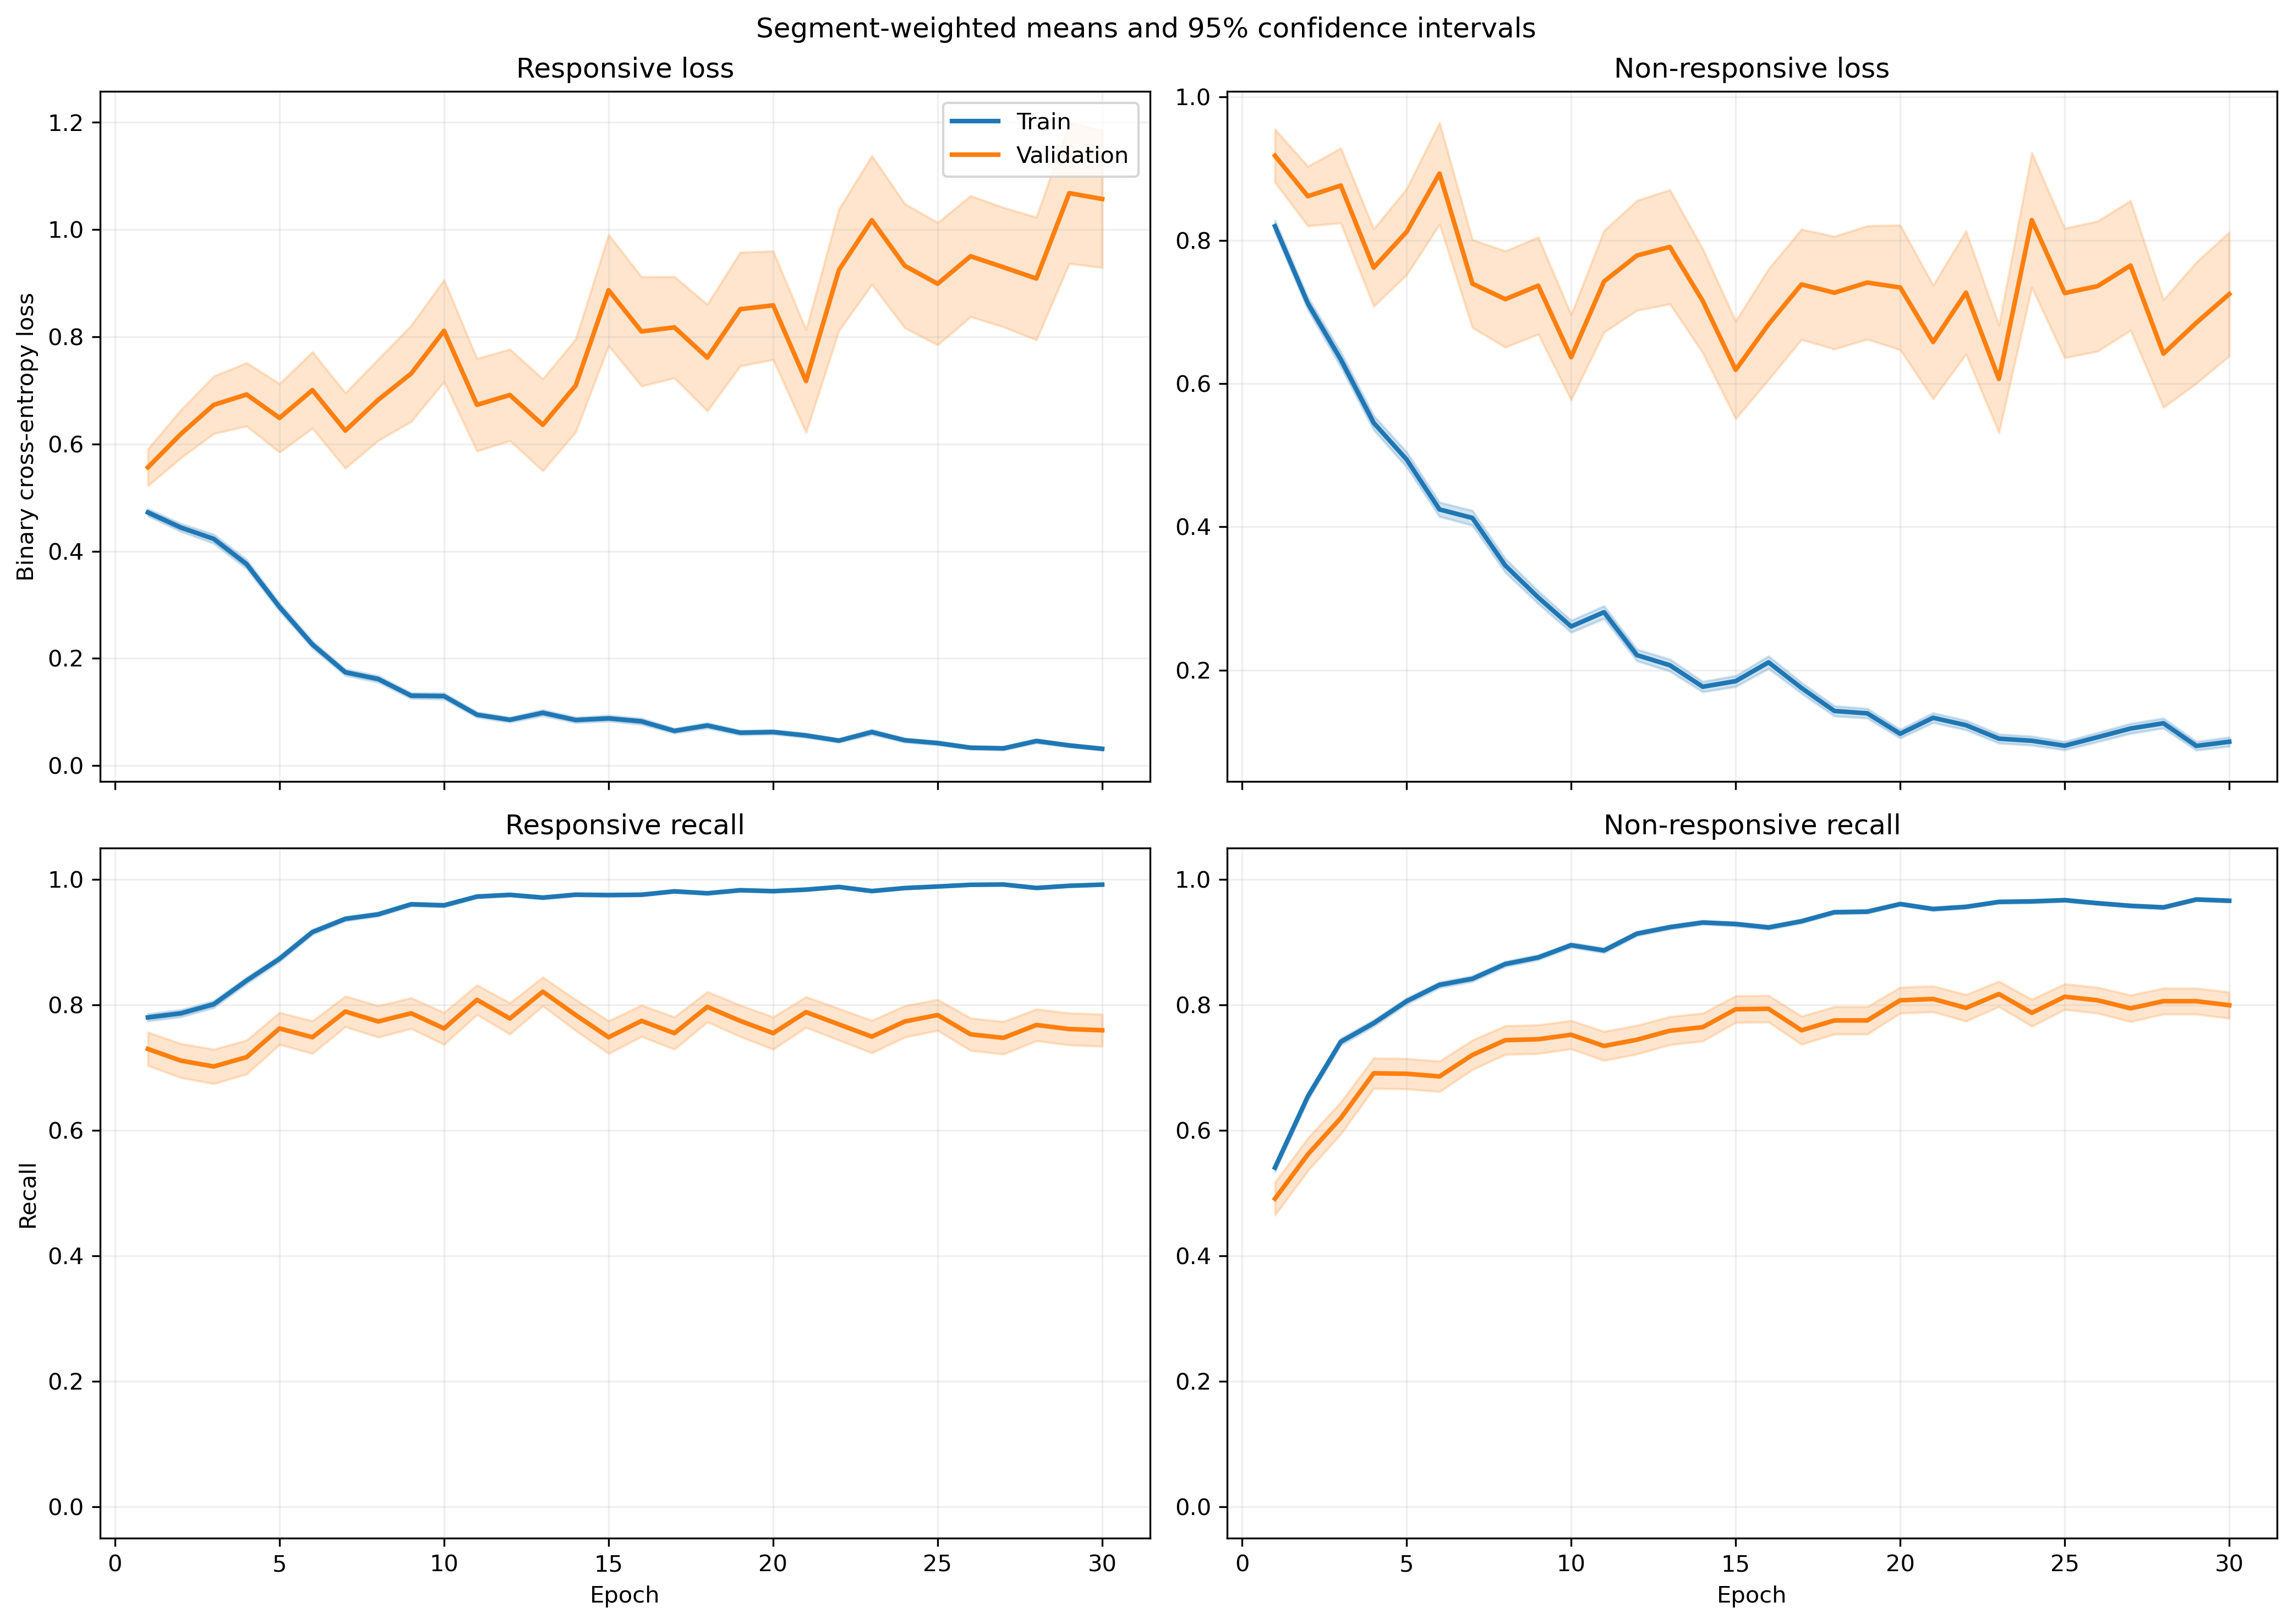 Segment-weighted means and 95% confidence intervals
Responsive loss
Binary cross-entropy loss
1.2
1.0
0.8
0.6
0.4
0.2
0.0
Train
Validation
Non-responsive loss
1.0
0.8
0.6
0.4
0.2
Responsive recall
Recall
1.0
0.8
0.6
0.4
0.2
0.0
0 5 10 15 20 25 30
Epoch
Non-responsive recall
1.0
0.8
0.6
0.4
0.2
0.0
0 5 10 15 20 25 30
Epoch